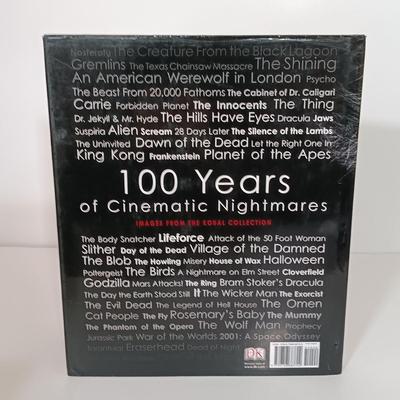 Nosferatu The Creature From the Black Lagoon
Gremlins The Texas Chainsaw Massacre The Shining
An American Werewolf in London Psycho
The Beast From 20,000 Fathoms The Cabinet of Dr. Caligari
Carrie Forbidden Planet The Innocents The Thing
Dr. Jekyll & Mr. Hyde The Hills Have Eyes Dracula Jaws
Suspiria Alien Scream 28 Days Later The Silence of the Lambs
The Uninvited Dawn of the Dead Let the Right One In
King Kong Frankenstein Planet of the Apes
100 Years
of Cinematic Nightmares
IMAGES FROM THE KOBAL COLLECTION
The Body Snatcher Lifeforce Attack of the 50 Foot Woman
Slither Day of the Dead Village of the Damned
The Blob The Howling Misery House of Wax Halloween
Poltergeist The Birds A Nightmare on Elm Street Cloverfield
Godzilla Mars Attacks! The Ring Bram Stoker's Dracula
The Day the Earth Stood Still It The Wicker Man The Exorcist
The Evil Dead The Legend of Hell House The Omen
Cat People The Fly Rosemary's Baby The Mummy
The Phantom of the Opera The Wolf Man Prophecy
Jurassic Park War of the Worlds 2001: A Space Odyssey
Tarantula! Eraserhead Dead of Night
DK
www.dk.com